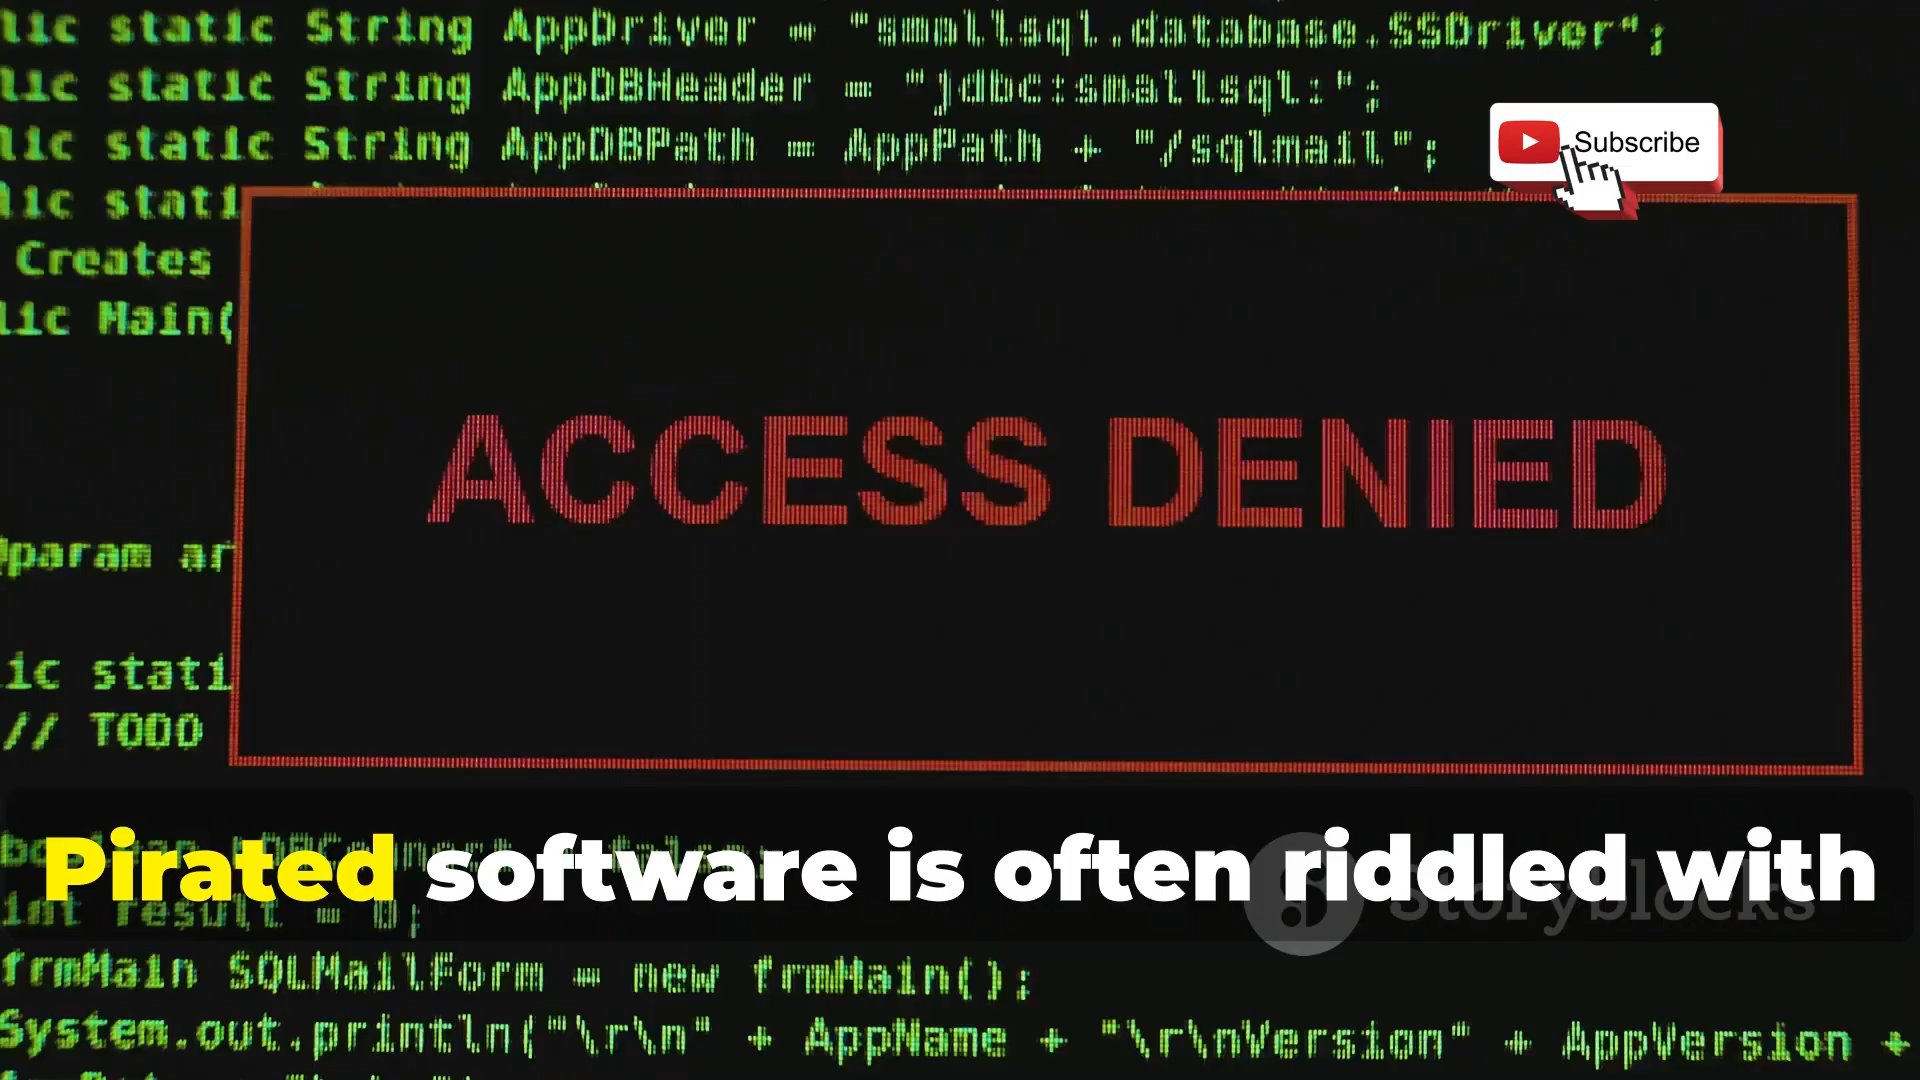 lic static String AppDriver = "smallsql.database.SSDriver";
lic static String AppDBHeader = "jdbc:smallsql:";
lic static String AppDBPath = AppPath + "/sqlmail";
Subscribe
lic stati
Creates
lic Main(
ACCESS DENIED
@param ar
ic stati
// TODO
Pirated software is often riddled with
Storyblocks
int result = 0;
frmMain SQLMailForm = new frmMain();
System.out.println("\r\n" + AppName + "\r\nVersion" + AppVersion +